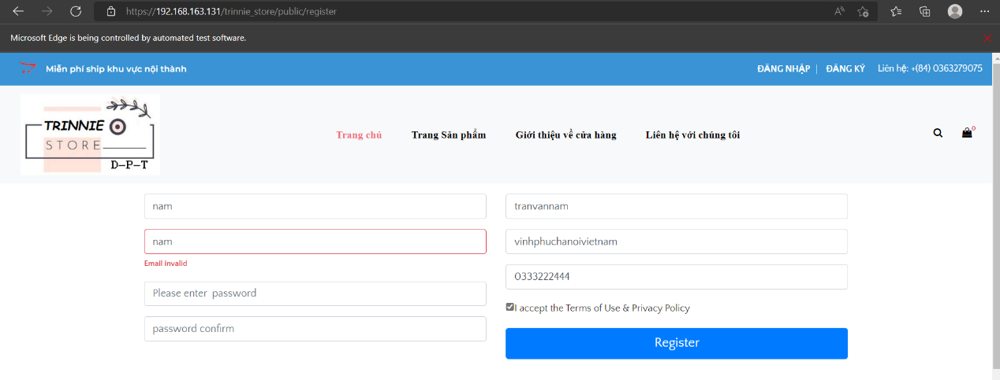 https://192.168.163.131/trinnie_store/public/register
Microsoft Edge is being controlled by automated test software.
Miễn phí ship khu vực nội thành
ĐĂNG NHẬP | ĐĂNG KÝ Liên hệ: +(84) 0363279075
TRINNIE
STORE
D-P-T
Trang chủ Trang Sản phẩm Giới thiệu về cửa hàng Liên hệ với chúng tôi
0
nam
nam
Email invalid
Please enter password
password confirm
tranvannam
vinhphuchanoivietnam
0333222444
I accept the Terms of Use & Privacy Policy
Register